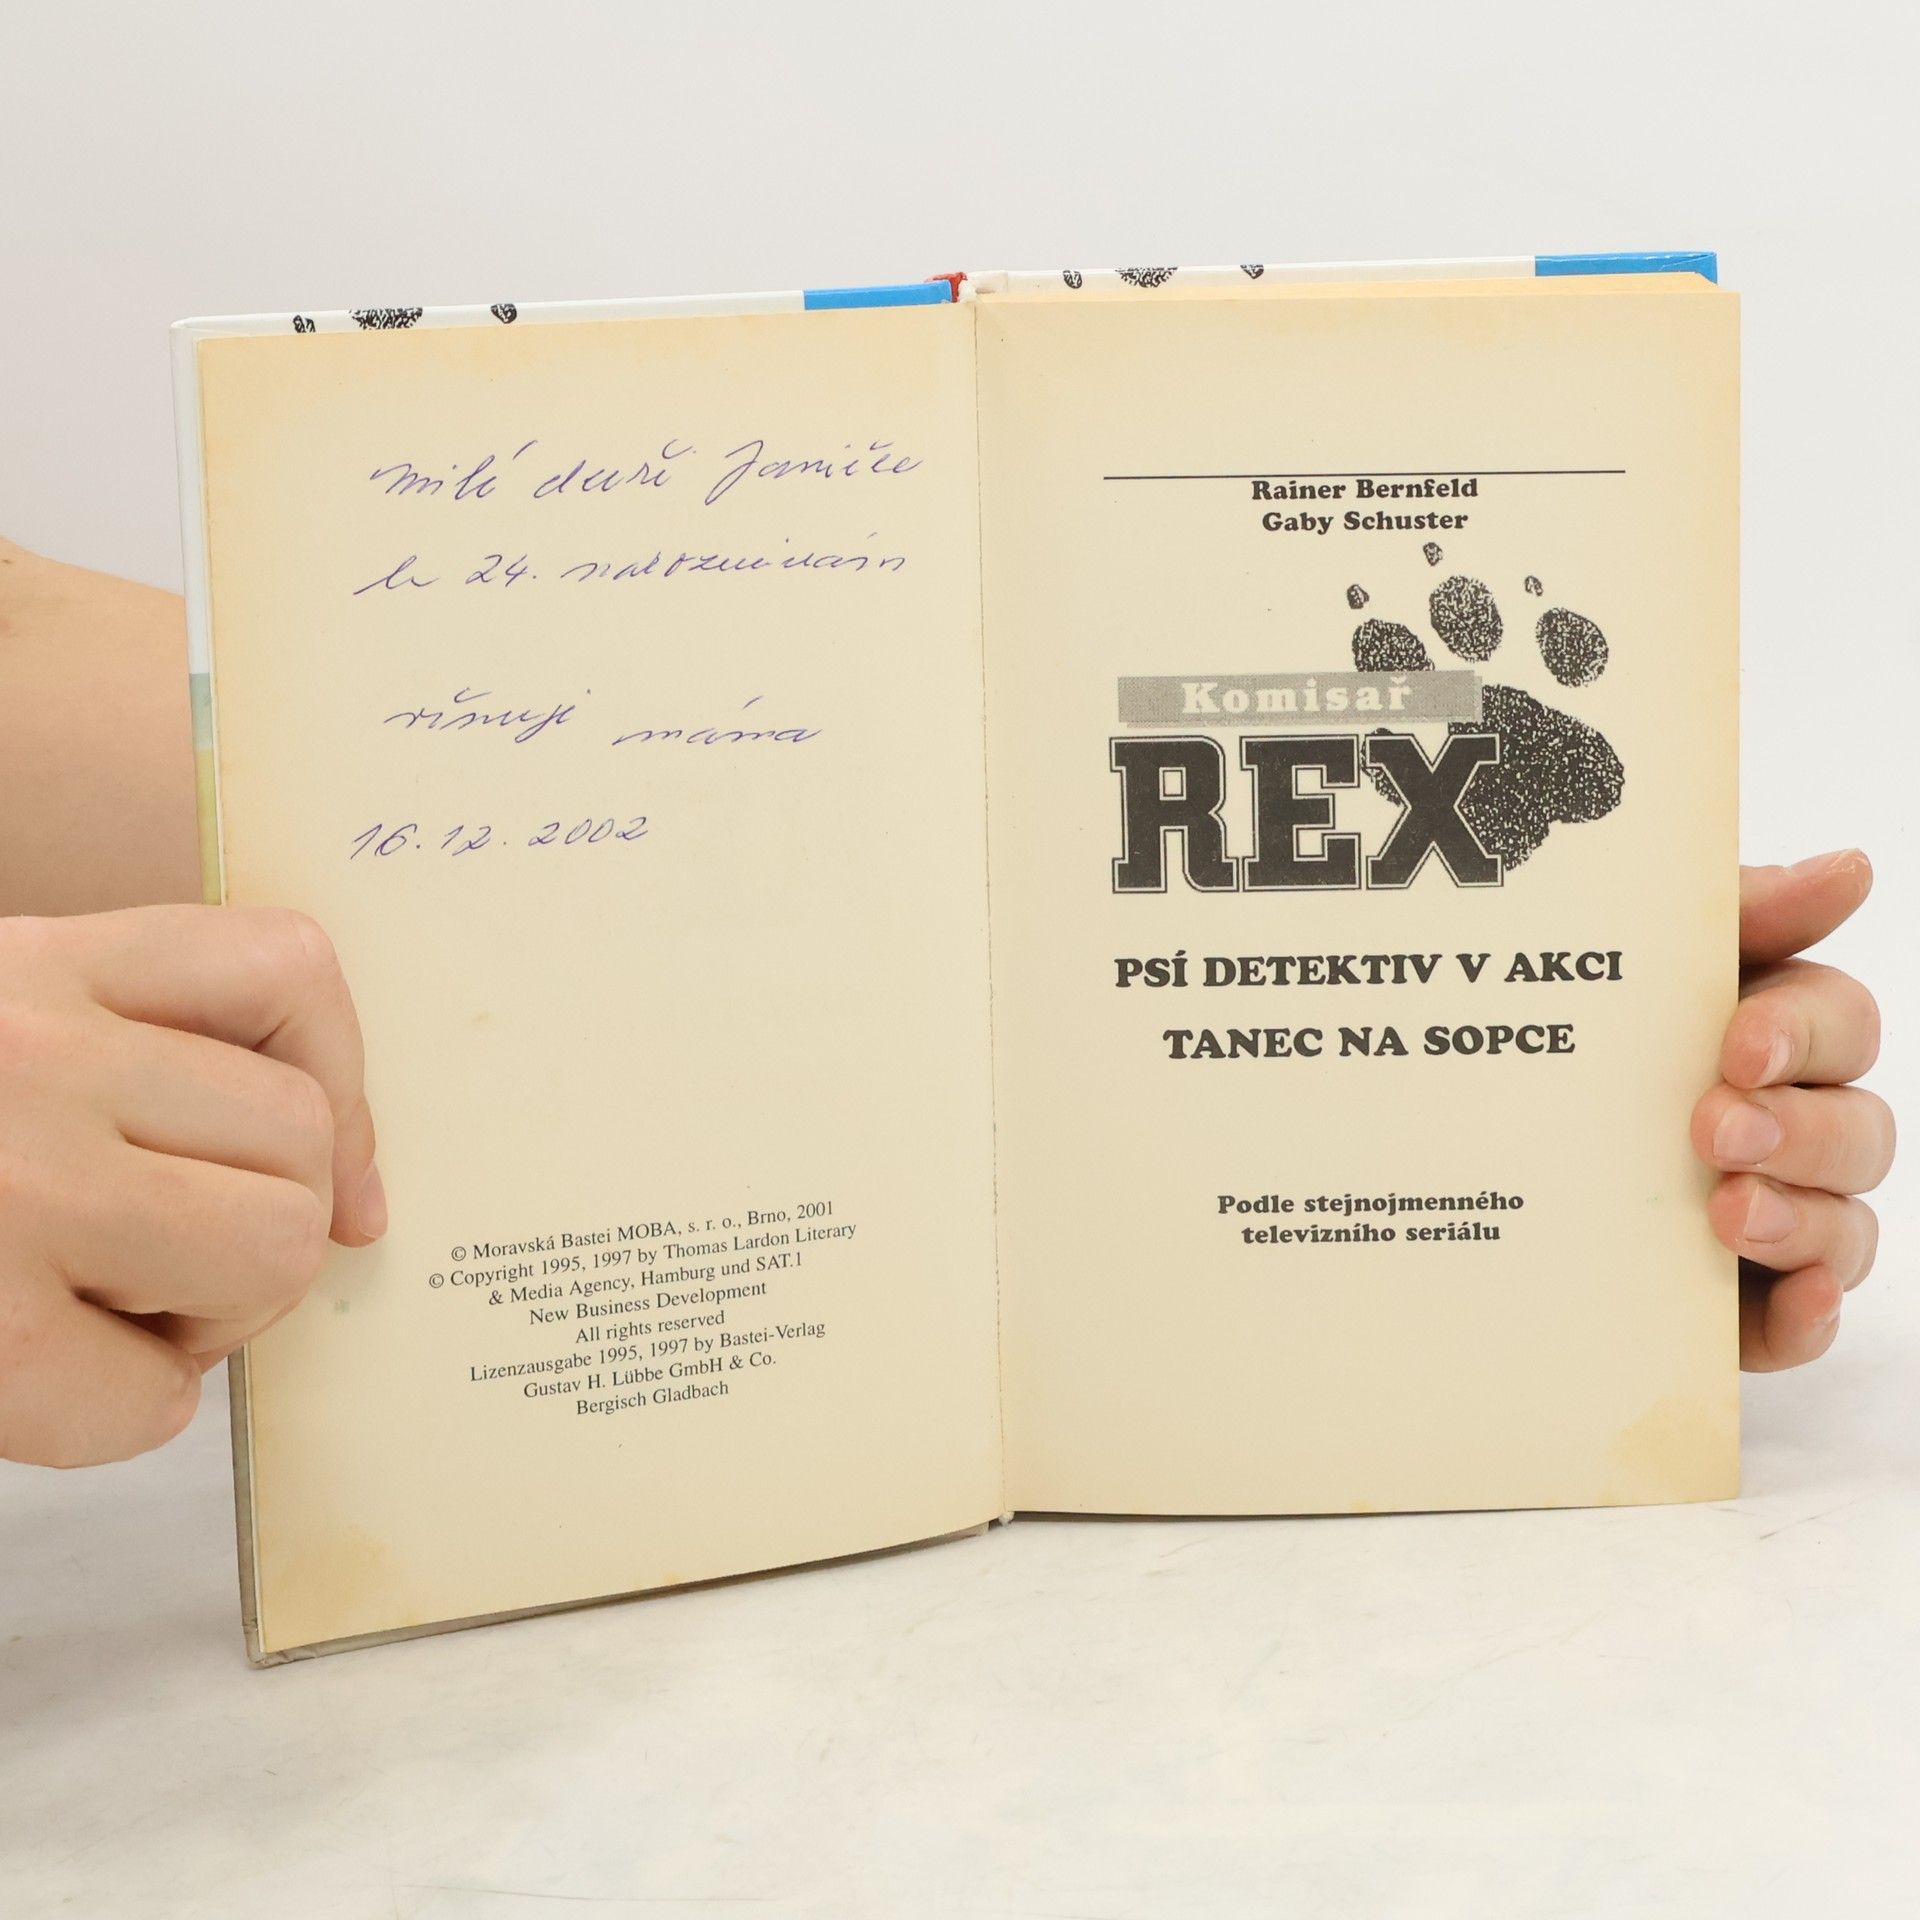 Milé dceři Janičce
k 24. narozeninám
věnuje máma
16. 12. 2002
© Moravská Bastei MOBA, s. r. o., Brno, 2001
© Copyright 1995, 1997 by Thomas Lardon Literary
& Media Agency, Hamburg und SAT.1
New Business Development
All rights reserved
Lizenzausgabe 1995, 1997 by Bastei-Verlag
Gustav H. Lübbe GmbH & Co.
Bergisch Gladbach
Rainer Bernfeld
Gaby Schuster
Komisař
REX
PSÍ DETEKTIV V AKCI
TANEC NA SOPCE
Podle stejnojmenného
televizního seriálu